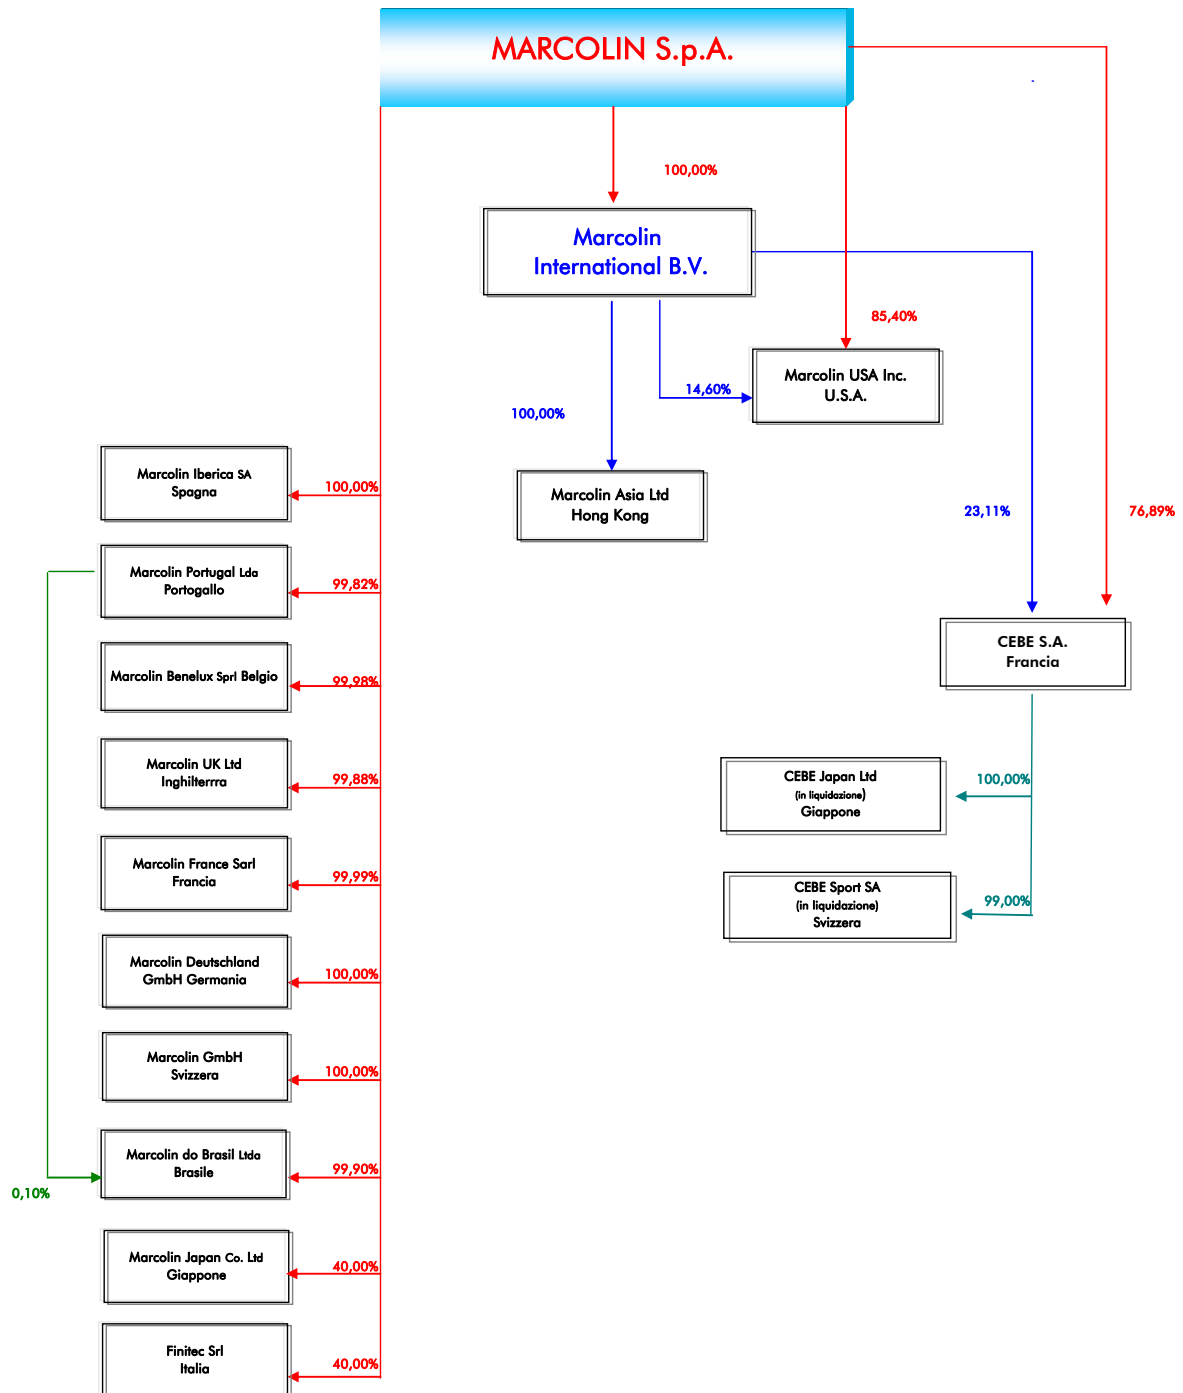 MARCOLIN S.p.A.
100,00%
Marcolin
International B.V.
85,40%
Marcolin USA Inc.
U.S.A.
14,60%
100,00%
Marcolin Asia Ltd
Hong Kong
23,11%
76,89%
CEBE S.A.
Francia
CEBE Japan Ltd
(in liquidazione)
Giappone
100,00%
CEBE Sport SA
(in liquidazione)
Svizzera
99,00%
Marcolin Iberica SA
Spagna
100,00%
Marcolin Portugal Lda
Portogallo
99,82%
Marcolin Benelux Sprl Belgio
99,98%
Marcolin UK Ltd
Inghilterrra
99,88%
Marcolin France Sarl
Francia
99,99%
Marcolin Deutschland
GmbH Germania
100,00%
Marcolin GmbH
Svizzera
100,00%
Marcolin do Brasil Ltda
Brasile
99,90%
0,10%
Marcolin Japan Co. Ltd
Giappone
40,00%
Finitec Srl
Italia
40,00%